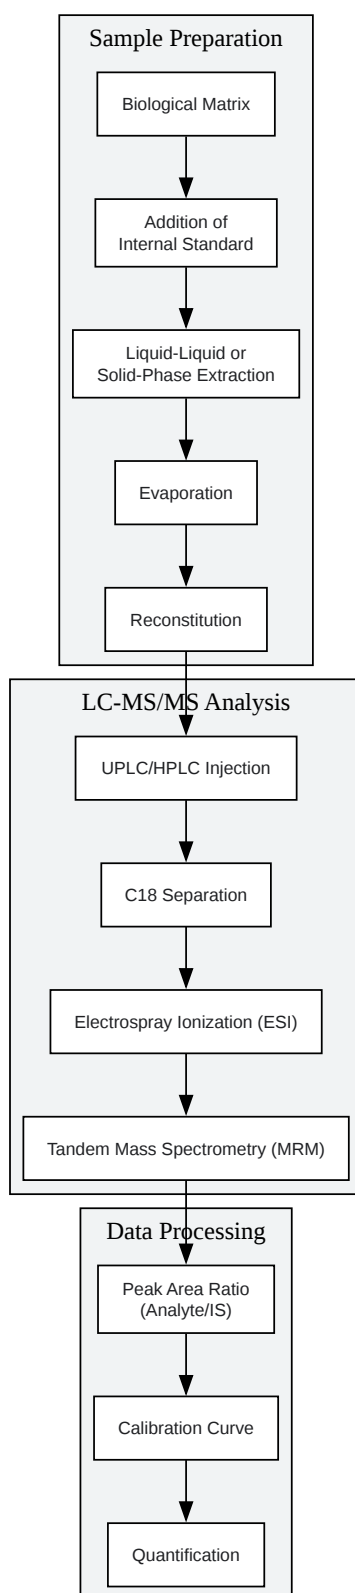 Sample Preparation
Biological Matrix
Addition of
Internal Standard
Liquid-Liquid or
Solid-Phase Extraction
Evaporation
Reconstitution
LC-MS/MS Analysis
UPLC/HPLC Injection
C18 Separation
Electrospray Ionization (ESI)
Tandem Mass Spectrometry (MRM)
Data Processing
Peak Area Ratio
(Analyte/IS)
Calibration Curve
Quantification